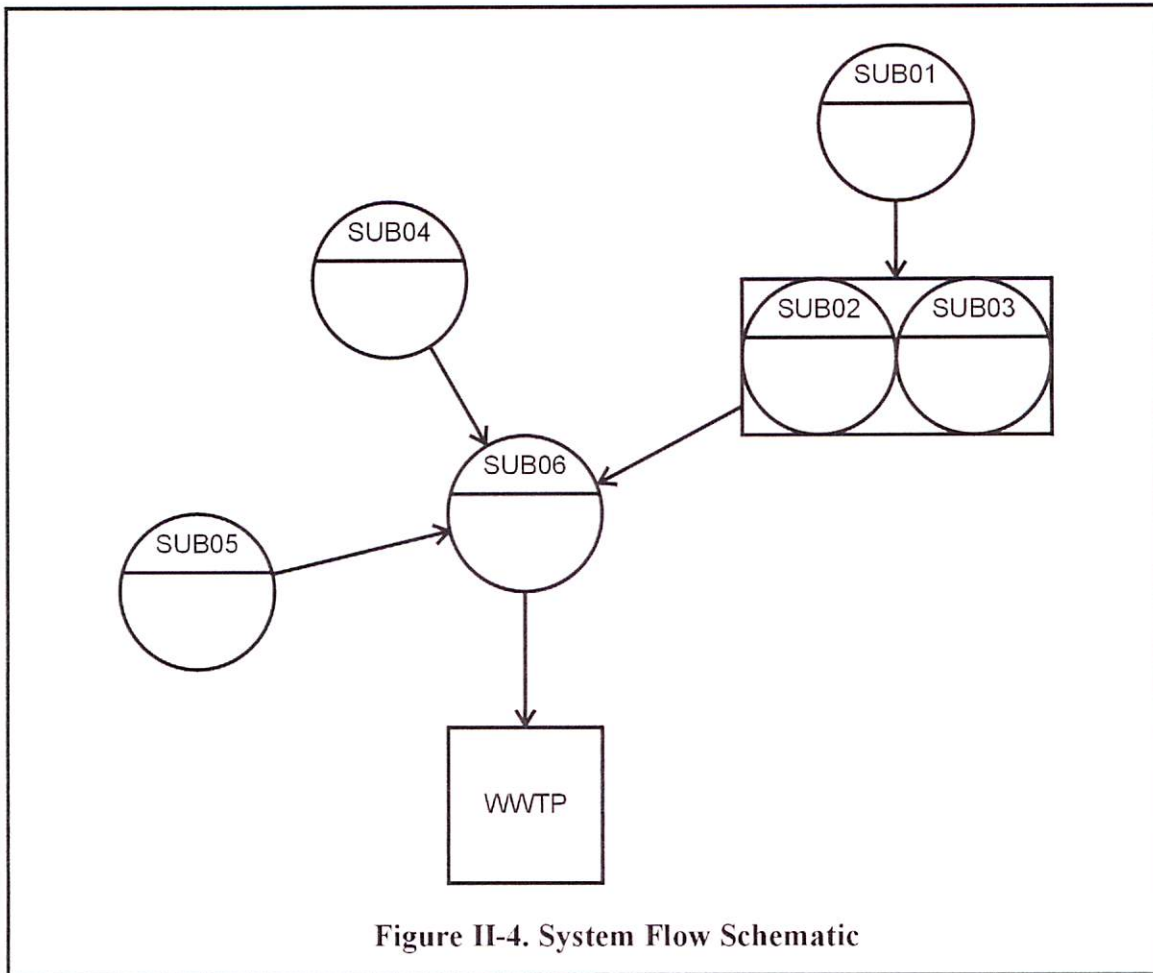 SUB01
SUB04
SUB02
SUB03
SUB06
SUB05
WWTP
Figure II-4. System Flow Schematic